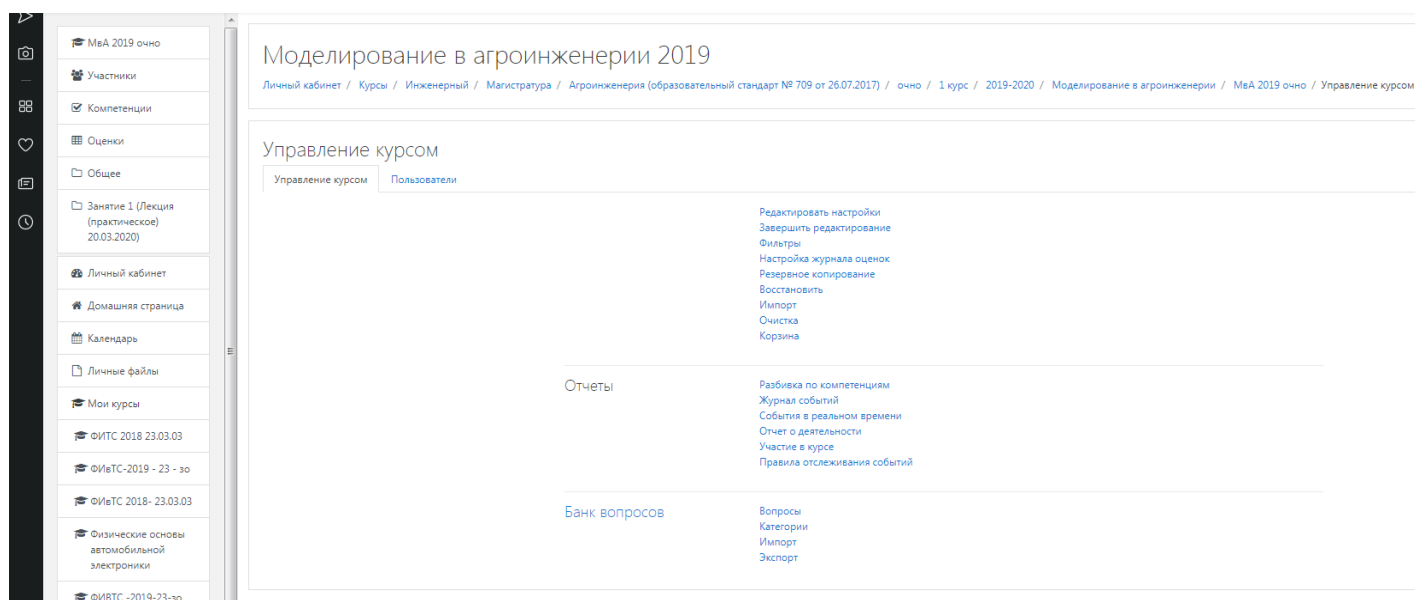 МвА 2019 очно
Участники
Компетенции
Оценки
Общее
Занятие 1 (Лекция
(практическое)
20.03.2020)
Личный кабинет
Домашняя страница
Календарь
Личные файлы
Мои курсы
ФИТС 2018 23.03.03
ФИвТС-2019 - 23 - зо
ФИвТС 2018- 23.03.03
Физические основы
автомобильной
электроники
ФИВТС -2019-23-зо
Моделирование в агроинженерии 2019
Личный кабинет / Курсы / Инженерный / Магистратура / Агроинженерия (образовательный стандарт № 709 от 26.07.2017) / очно / 1 курс / 2019-2020 / Моделирование в агроинженерии / МвА 2019 очно / Управление курсом
Управление курсом
Управление курсом Пользователи
Редактировать настройки
Завершить редактирование
Фильтры
Настройка журнала оценок
Резервное копирование
Восстановить
Импорт
Очистка
Корзина
Отчеты
Разбивка по компетенциям
Журнал событий
События в реальном времени
Отчет о деятельности
Участие в курсе
Правила отслеживания событий
Банк вопросов
Вопросы
Категории
Импорт
Экспорт